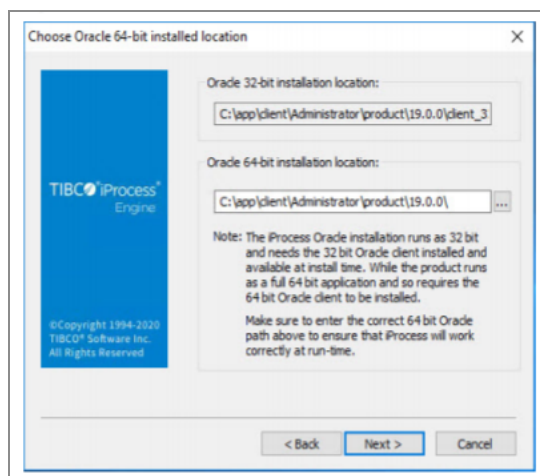 Choose Oracle 64-bit installed location
Oracle 32-bit installation location:
C:\app\client\Administrator\product\19.0.0\client_3
Oracle 64-bit installation location:
C:\app\client\Administrator\product\19.0.0\
...
TIBCO® iProcess®
Engine
Note: The iProcess Oracle installation runs as 32 bit
and needs the 32 bit Oracle client installed and
available at install time. While the product runs
as a full 64 bit application and so requires the
64 bit Oracle client to be installed.
Make sure to enter the correct 64 bit Oracle
path above to ensure that iProcess will work
correctly at run-time.
©Copyright 1994-2020
TIBCO® Software Inc.
All Rights Reserved
< Back
Next >
Cancel